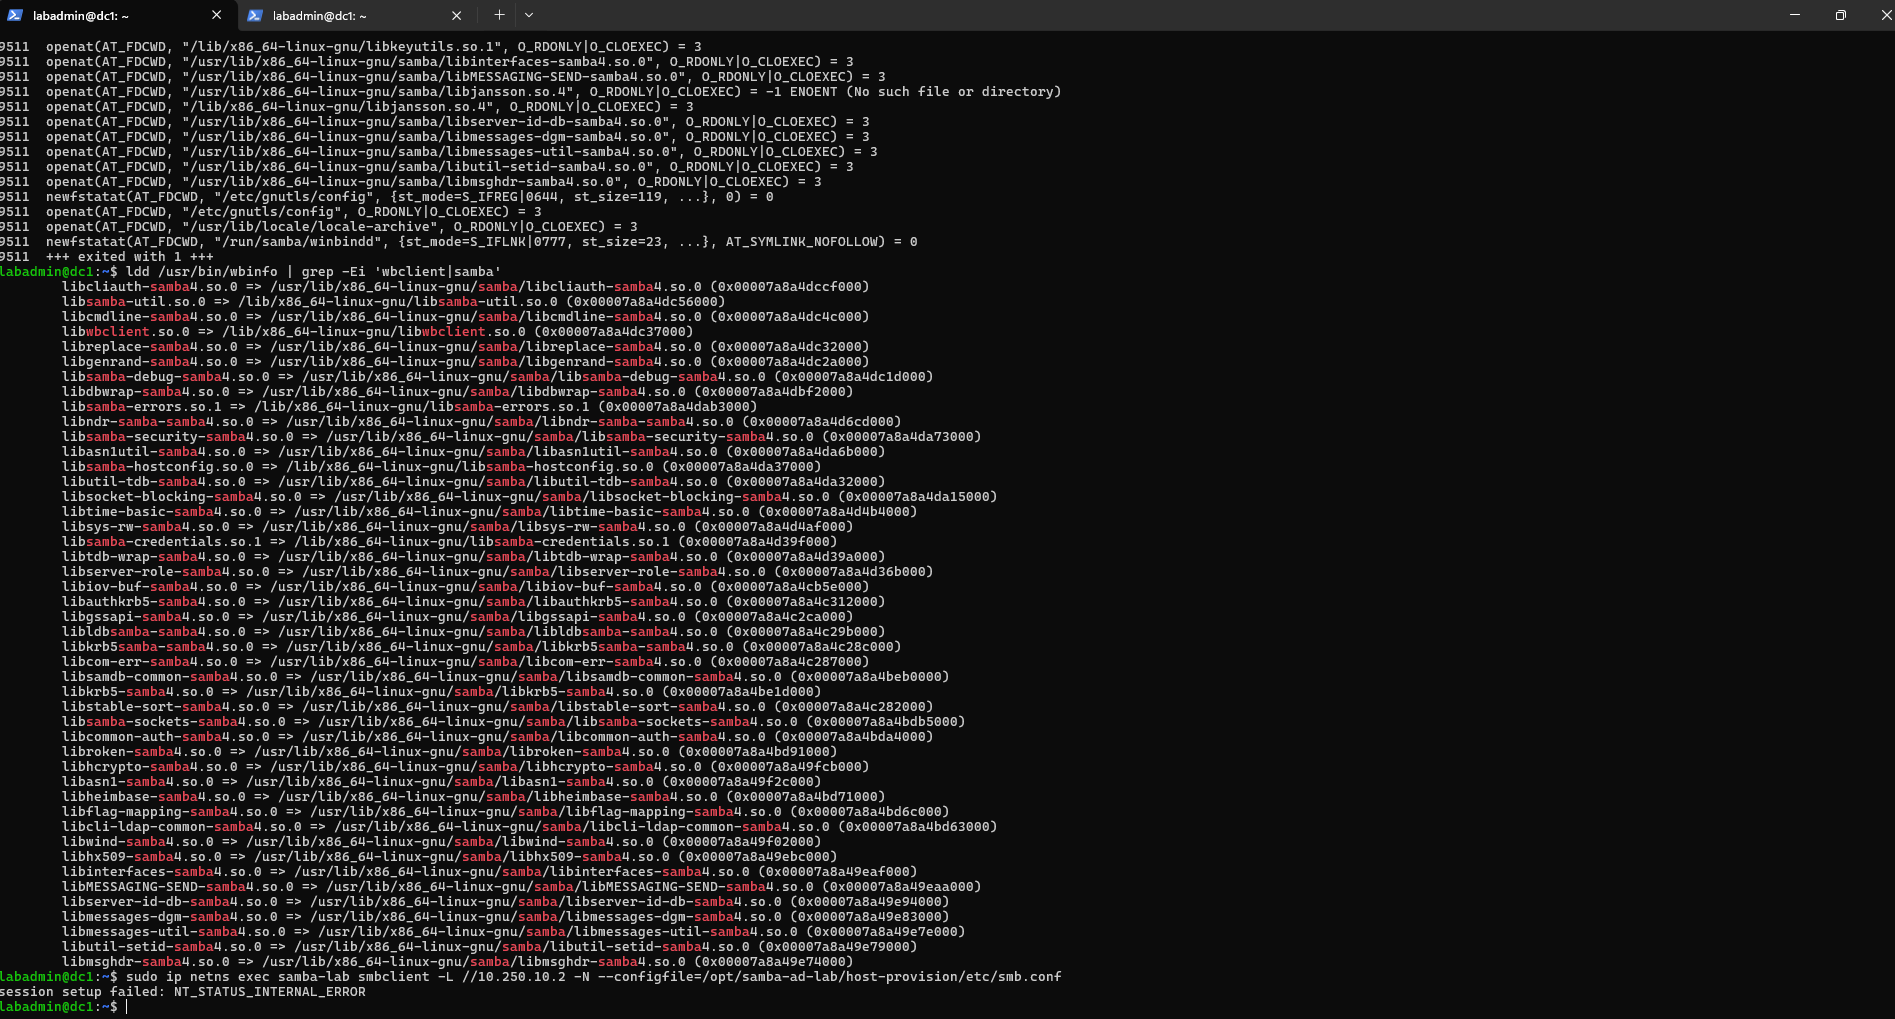 labadmin@dc1: ~
labadmin@dc1: ~
9511  openat(AT_FDCWD, "/lib/x86_64-linux-gnu/libkeyutils.so.1", O_RDONLY|O_CLOEXEC) = 3
9511  openat(AT_FDCWD, "/usr/lib/x86_64-linux-gnu/samba/libinterfaces-samba4.so.0", O_RDONLY|O_CLOEXEC) = 3
9511  openat(AT_FDCWD, "/usr/lib/x86_64-linux-gnu/samba/libMESSAGING-SEND-samba4.so.0", O_RDONLY|O_CLOEXEC) = 3
9511  openat(AT_FDCWD, "/usr/lib/x86_64-linux-gnu/samba/libjansson.so.4", O_RDONLY|O_CLOEXEC) = -1 ENOENT (No such file or directory)
9511  openat(AT_FDCWD, "/lib/x86_64-linux-gnu/libjansson.so.4", O_RDONLY|O_CLOEXEC) = 3
9511  openat(AT_FDCWD, "/usr/lib/x86_64-linux-gnu/samba/libserver-id-db-samba4.so.0", O_RDONLY|O_CLOEXEC) = 3
9511  openat(AT_FDCWD, "/usr/lib/x86_64-linux-gnu/samba/libmessages-dgm-samba4.so.0", O_RDONLY|O_CLOEXEC) = 3
9511  openat(AT_FDCWD, "/usr/lib/x86_64-linux-gnu/samba/libmessages-util-samba4.so.0", O_RDONLY|O_CLOEXEC) = 3
9511  openat(AT_FDCWD, "/usr/lib/x86_64-linux-gnu/samba/libutil-setid-samba4.so.0", O_RDONLY|O_CLOEXEC) = 3
9511  openat(AT_FDCWD, "/usr/lib/x86_64-linux-gnu/samba/libmsghdr-samba4.so.0", O_RDONLY|O_CLOEXEC) = 3
9511  newfstatat(AT_FDCWD, "/etc/gnutls/config", {st_mode=S_IFREG|0644, st_size=119, ...}, 0) = 0
9511  openat(AT_FDCWD, "/etc/gnutls/config", O_RDONLY|O_CLOEXEC) = 3
9511  openat(AT_FDCWD, "/usr/lib/locale/locale-archive", O_RDONLY|O_CLOEXEC) = 3
9511  newfstatat(AT_FDCWD, "/run/samba/winbindd", {st_mode=S_IFLNK|0777, st_size=23, ...}, AT_SYMLINK_NOFOLLOW) = 0
9511  +++ exited with 1 +++
labadmin@dc1:~$ ldd /usr/bin/wbinfo | grep -Ei 'wbclient|samba'
libcliauth-samba4.so.0 => /usr/lib/x86_64-linux-gnu/samba/libcliauth-samba4.so.0 (0x00007a8a4dccf000)
libsamba-util.so.0 => /lib/x86_64-linux-gnu/libsamba-util.so.0 (0x00007a8a4dc56000)
libcmdline-samba4.so.0 => /usr/lib/x86_64-linux-gnu/samba/libcmdline-samba4.so.0 (0x00007a8a4dc4c000)
libwbclient.so.0 => /lib/x86_64-linux-gnu/libwbclient.so.0 (0x00007a8a4dc37000)
libreplace-samba4.so.0 => /usr/lib/x86_64-linux-gnu/samba/libreplace-samba4.so.0 (0x00007a8a4dc32000)
libgenrand-samba4.so.0 => /usr/lib/x86_64-linux-gnu/samba/libgenrand-samba4.so.0 (0x00007a8a4dc2a000)
libsamba-debug-samba4.so.0 => /usr/lib/x86_64-linux-gnu/samba/libsamba-debug-samba4.so.0 (0x00007a8a4dc1d000)
libdbwrap-samba4.so.0 => /usr/lib/x86_64-linux-gnu/samba/libdbwrap-samba4.so.0 (0x00007a8a4dbf2000)
libsamba-errors.so.1 => /lib/x86_64-linux-gnu/libsamba-errors.so.1 (0x00007a8a4dab3000)
libndr-samba-samba4.so.0 => /usr/lib/x86_64-linux-gnu/samba/libndr-samba-samba4.so.0 (0x00007a8a4d6cd000)
libsamba-security-samba4.so.0 => /usr/lib/x86_64-linux-gnu/samba/libsamba-security-samba4.so.0 (0x00007a8a4da73000)
libasn1util-samba4.so.0 => /usr/lib/x86_64-linux-gnu/samba/libasn1util-samba4.so.0 (0x00007a8a4da6b000)
libsamba-hostconfig.so.0 => /lib/x86_64-linux-gnu/libsamba-hostconfig.so.0 (0x00007a8a4da37000)
libutil-tdb-samba4.so.0 => /usr/lib/x86_64-linux-gnu/samba/libutil-tdb-samba4.so.0 (0x00007a8a4da32000)
libsocket-blocking-samba4.so.0 => /usr/lib/x86_64-linux-gnu/samba/libsocket-blocking-samba4.so.0 (0x00007a8a4da15000)
libtime-basic-samba4.so.0 => /usr/lib/x86_64-linux-gnu/samba/libtime-basic-samba4.so.0 (0x00007a8a4d4b4000)
libsys-rw-samba4.so.0 => /usr/lib/x86_64-linux-gnu/samba/libsys-rw-samba4.so.0 (0x00007a8a4d4af000)
libsamba-credentials.so.1 => /lib/x86_64-linux-gnu/libsamba-credentials.so.1 (0x00007a8a4d39f000)
libtdb-wrap-samba4.so.0 => /usr/lib/x86_64-linux-gnu/samba/libtdb-wrap-samba4.so.0 (0x00007a8a4d39a000)
libserver-role-samba4.so.0 => /usr/lib/x86_64-linux-gnu/samba/libserver-role-samba4.so.0 (0x00007a8a4d36b000)
libiov-buf-samba4.so.0 => /usr/lib/x86_64-linux-gnu/samba/libiov-buf-samba4.so.0 (0x00007a8a4cb5e000)
libauthkrb5-samba4.so.0 => /usr/lib/x86_64-linux-gnu/samba/libauthkrb5-samba4.so.0 (0x00007a8a4c312000)
libgssapi-samba4.so.0 => /usr/lib/x86_64-linux-gnu/samba/libgssapi-samba4.so.0 (0x00007a8a4c2ca000)
libldbsamba-samba4.so.0 => /usr/lib/x86_64-linux-gnu/samba/libldbsamba-samba4.so.0 (0x00007a8a4c29b000)
libkrb5samba-samba4.so.0 => /usr/lib/x86_64-linux-gnu/samba/libkrb5samba-samba4.so.0 (0x00007a8a4c28c000)
libcom-err-samba4.so.0 => /usr/lib/x86_64-linux-gnu/samba/libcom-err-samba4.so.0 (0x00007a8a4c287000)
libsamdb-common-samba4.so.0 => /usr/lib/x86_64-linux-gnu/samba/libsamdb-common-samba4.so.0 (0x00007a8a4beb0000)
libkrb5-samba4.so.0 => /usr/lib/x86_64-linux-gnu/samba/libkrb5-samba4.so.0 (0x00007a8a4be1d000)
libstable-sort-samba4.so.0 => /usr/lib/x86_64-linux-gnu/samba/libstable-sort-samba4.so.0 (0x00007a8a4c282000)
libsamba-sockets-samba4.so.0 => /usr/lib/x86_64-linux-gnu/samba/libsamba-sockets-samba4.so.0 (0x00007a8a4bdb5000)
libcommon-auth-samba4.so.0 => /usr/lib/x86_64-linux-gnu/samba/libcommon-auth-samba4.so.0 (0x00007a8a4bda4000)
libroken-samba4.so.0 => /usr/lib/x86_64-linux-gnu/samba/libroken-samba4.so.0 (0x00007a8a4bd91000)
libhcrypto-samba4.so.0 => /usr/lib/x86_64-linux-gnu/samba/libhcrypto-samba4.so.0 (0x00007a8a49fcb000)
libasn1-samba4.so.0 => /usr/lib/x86_64-linux-gnu/samba/libasn1-samba4.so.0 (0x00007a8a49f2c000)
libheimbase-samba4.so.0 => /usr/lib/x86_64-linux-gnu/samba/libheimbase-samba4.so.0 (0x00007a8a4bd71000)
libflag-mapping-samba4.so.0 => /usr/lib/x86_64-linux-gnu/samba/libflag-mapping-samba4.so.0 (0x00007a8a4bd6c000)
libcli-ldap-common-samba4.so.0 => /usr/lib/x86_64-linux-gnu/samba/libcli-ldap-common-samba4.so.0 (0x00007a8a4bd63000)
libwind-samba4.so.0 => /usr/lib/x86_64-linux-gnu/samba/libwind-samba4.so.0 (0x00007a8a49f02000)
libhx509-samba4.so.0 => /usr/lib/x86_64-linux-gnu/samba/libhx509-samba4.so.0 (0x00007a8a49ebc000)
libinterfaces-samba4.so.0 => /usr/lib/x86_64-linux-gnu/samba/libinterfaces-samba4.so.0 (0x00007a8a49eaf000)
libMESSAGING-SEND-samba4.so.0 => /usr/lib/x86_64-linux-gnu/samba/libMESSAGING-SEND-samba4.so.0 (0x00007a8a49eaa000)
libserver-id-db-samba4.so.0 => /usr/lib/x86_64-linux-gnu/samba/libserver-id-db-samba4.so.0 (0x00007a8a49e94000)
libmessages-dgm-samba4.so.0 => /usr/lib/x86_64-linux-gnu/samba/libmessages-dgm-samba4.so.0 (0x00007a8a49e83000)
libmessages-util-samba4.so.0 => /usr/lib/x86_64-linux-gnu/samba/libmessages-util-samba4.so.0 (0x00007a8a49e7e000)
libutil-setid-samba4.so.0 => /usr/lib/x86_64-linux-gnu/samba/libutil-setid-samba4.so.0 (0x00007a8a49e79000)
libmsghdr-samba4.so.0 => /usr/lib/x86_64-linux-gnu/samba/libmsghdr-samba4.so.0 (0x00007a8a49e74000)
labadmin@dc1:~$ sudo ip netns exec samba-lab smbclient -L //10.250.10.2 -N --configfile=/opt/samba-ad-lab/host-provision/etc/smb.conf
session setup failed: NT_STATUS_INTERNAL_ERROR
labadmin@dc1:~$